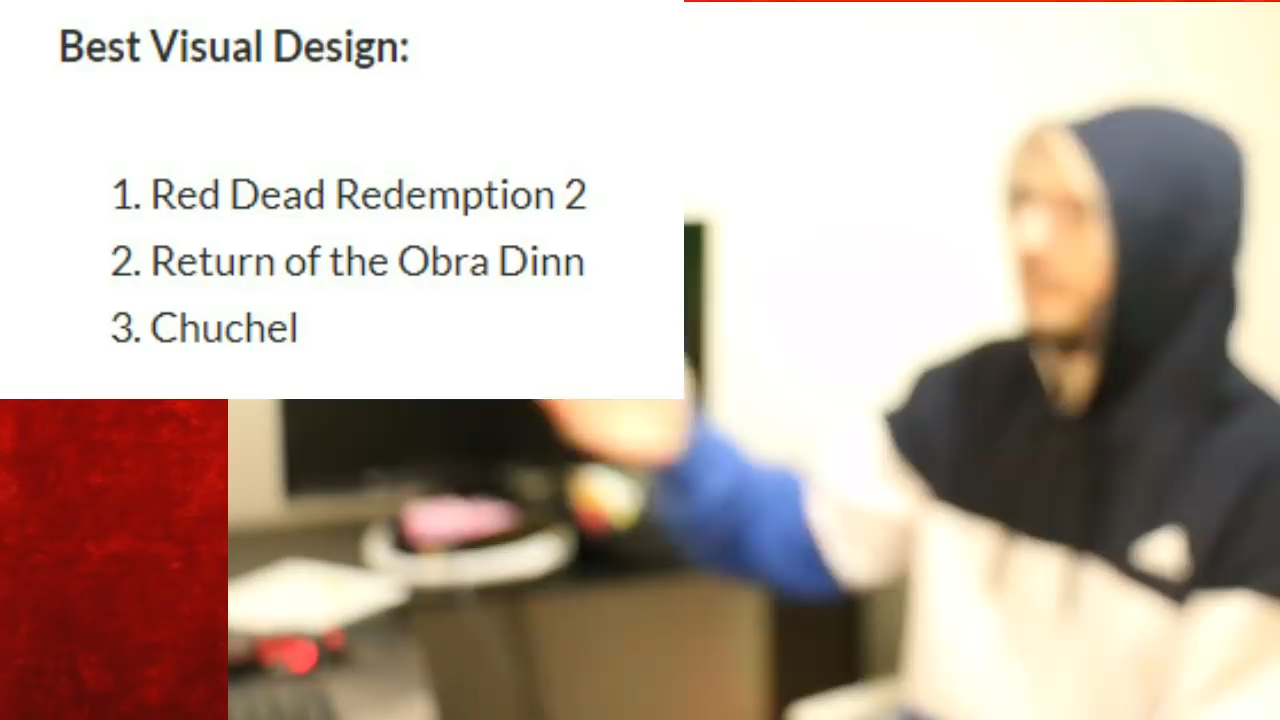 Best Visual Design:
1. Red Dead Redemption 2
2. Return of the Obra Dinn
3. Chuchel